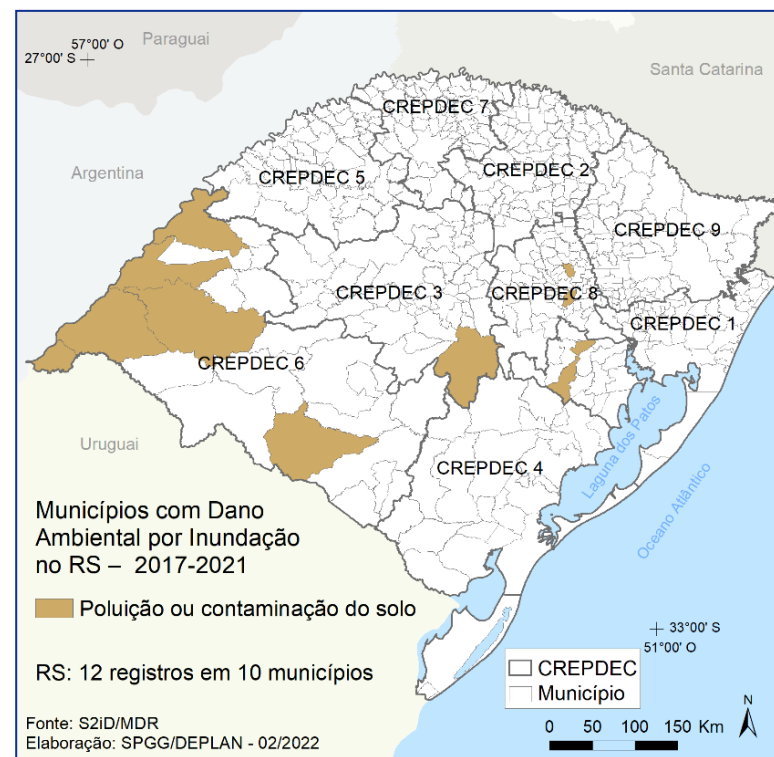 Paraguai
57°00' O
27°00' S
Santa Catarina
Argentina
CREPDEC 7
CREPDEC 2
CREPDEC 5
CREPDEC 9
CREPDEC 3
CREPDEC 8
CREPDEC 1
CREPDEC 6
Uruguai
CREPDEC 4
Laguna dos Patos
Oceano Atlântico
Municípios com Dano
Ambiental por Inundação
no RS – 2017-2021
Poluição ou contaminação do solo
RS: 12 registros em 10 municípios
Fonte: S2iD/MDR
Elaboração: SPGG/DEPLAN - 02/2022
33°00' S
51°00' O
CREPDEC
Município
N
0 50 100 150 Km